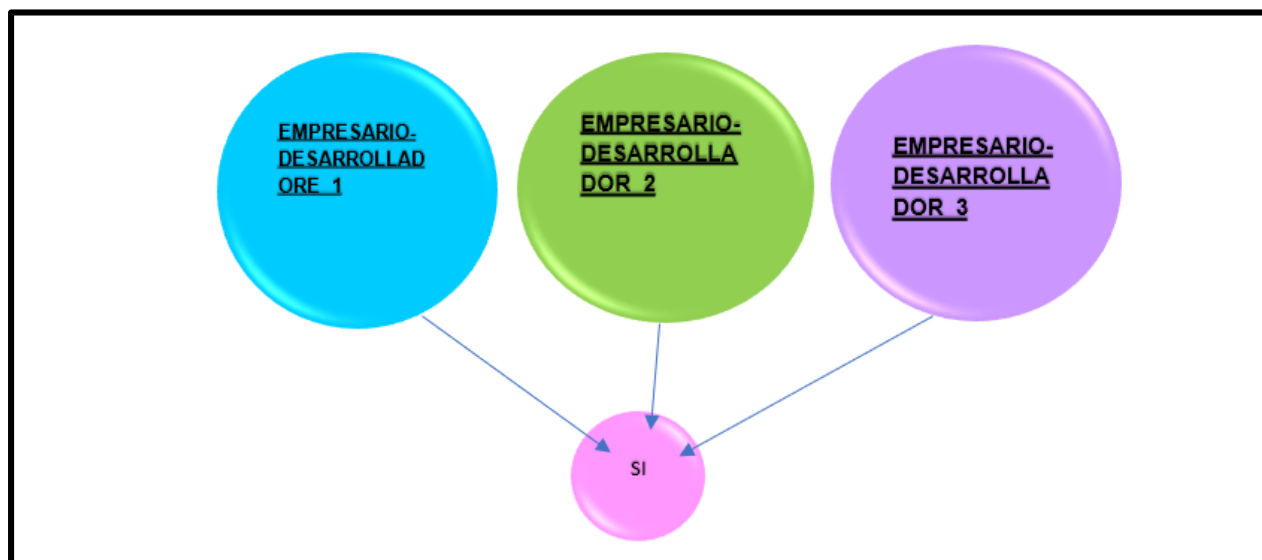 EMPRESARIO-
DESARROLLAD
ORE_1
EMPRESARIO-
DESARROLLA
DOR_2
EMPRESARIO-
DESARROLLA
DOR_3
SI